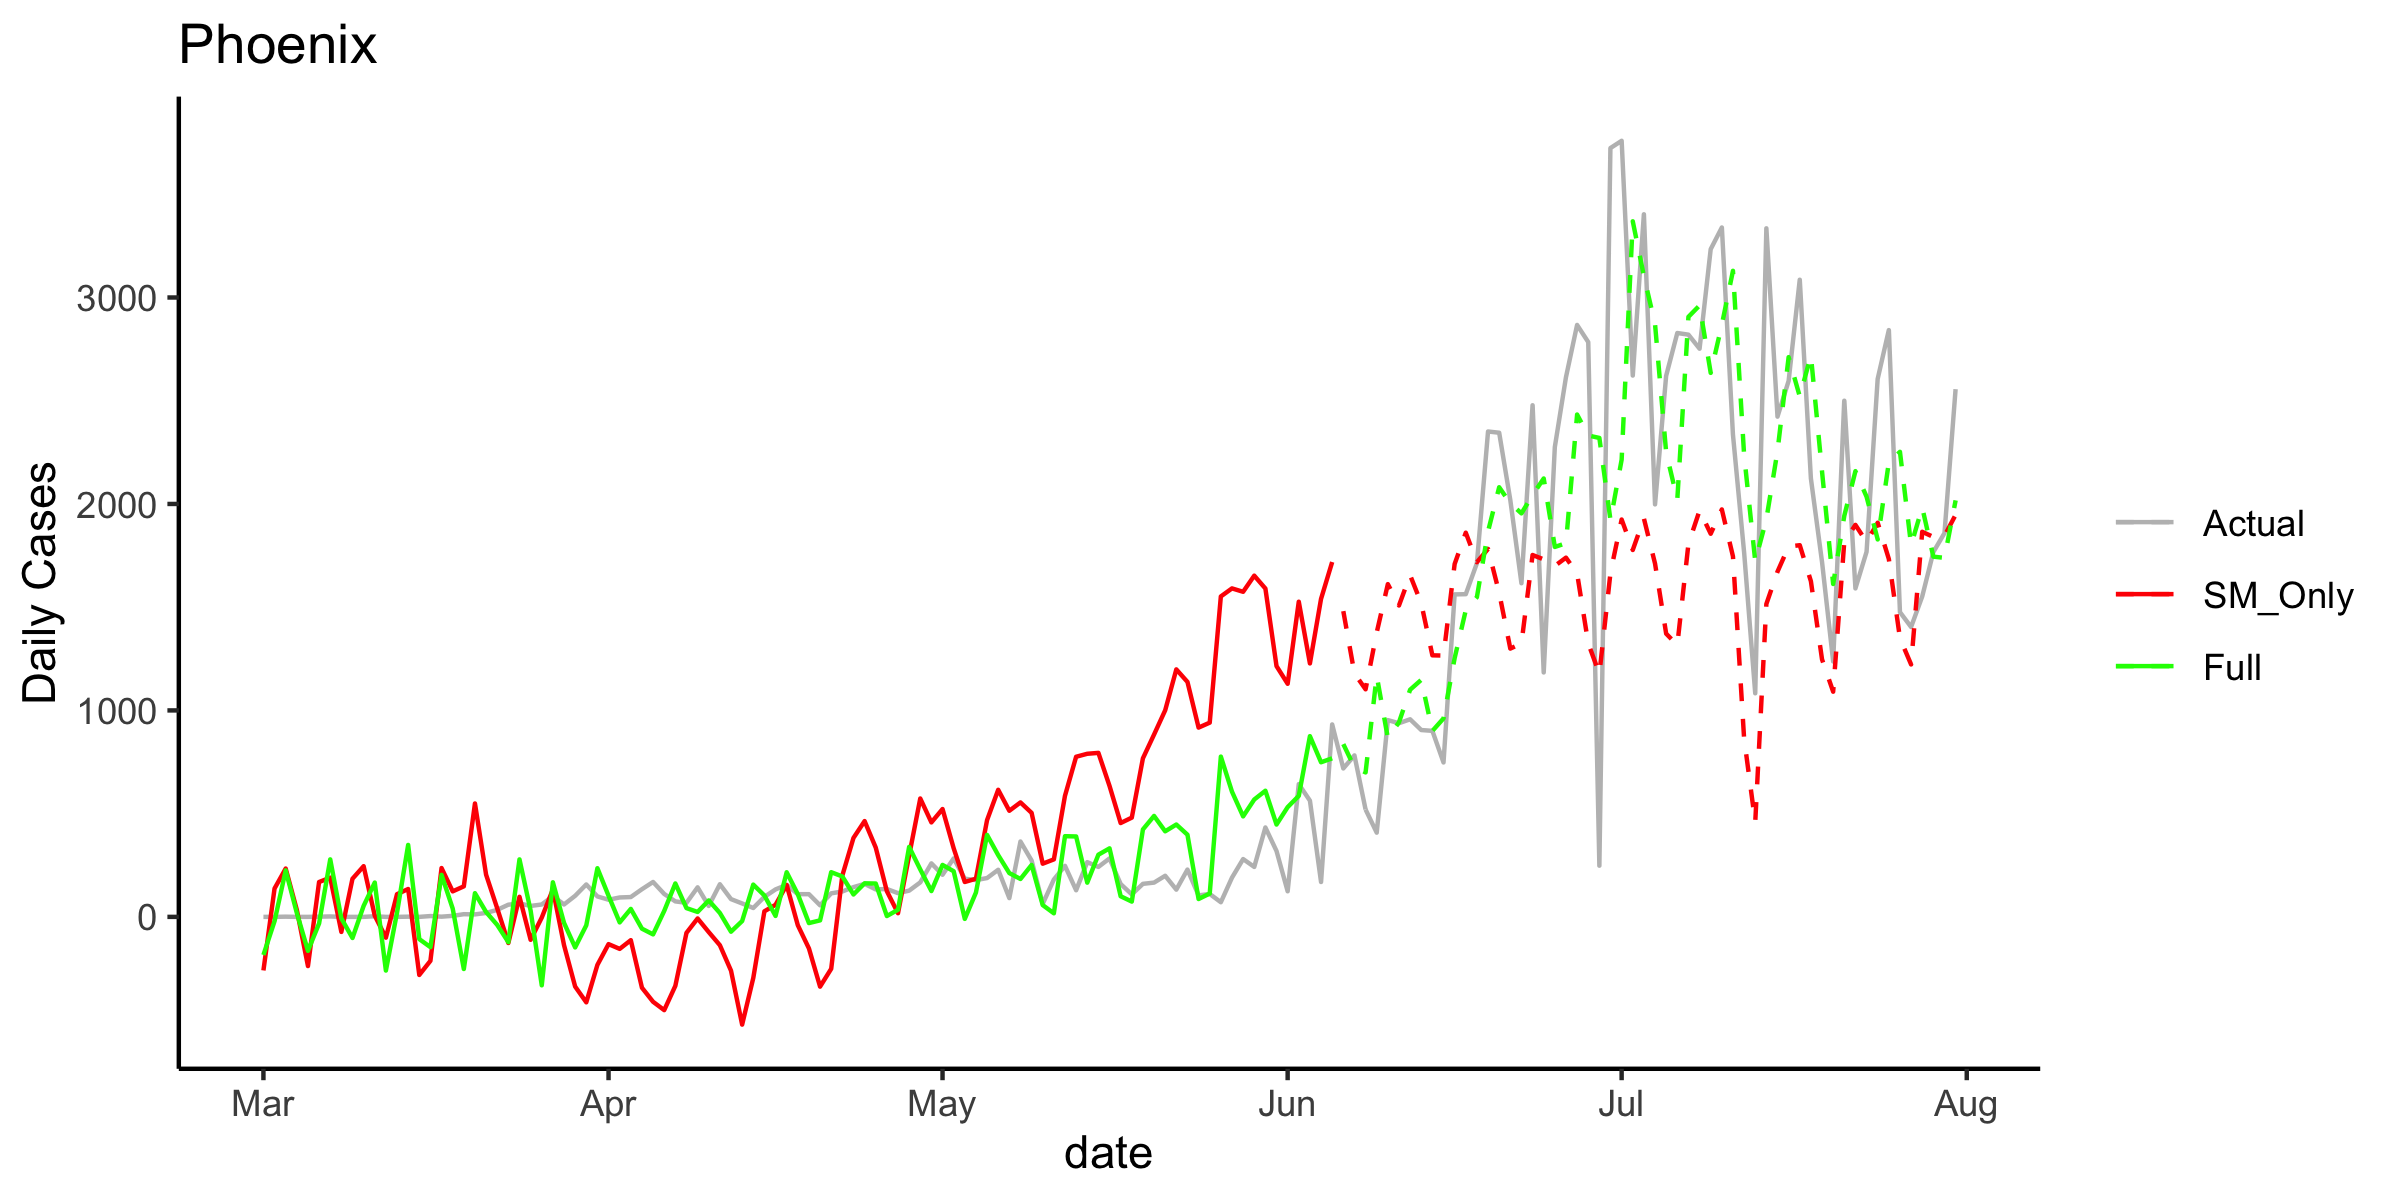 Phoenix
Daily Cases
3000
2000
1000
0
Mar Apr May Jun Jul Aug
date
Actual
SM_Only
Full